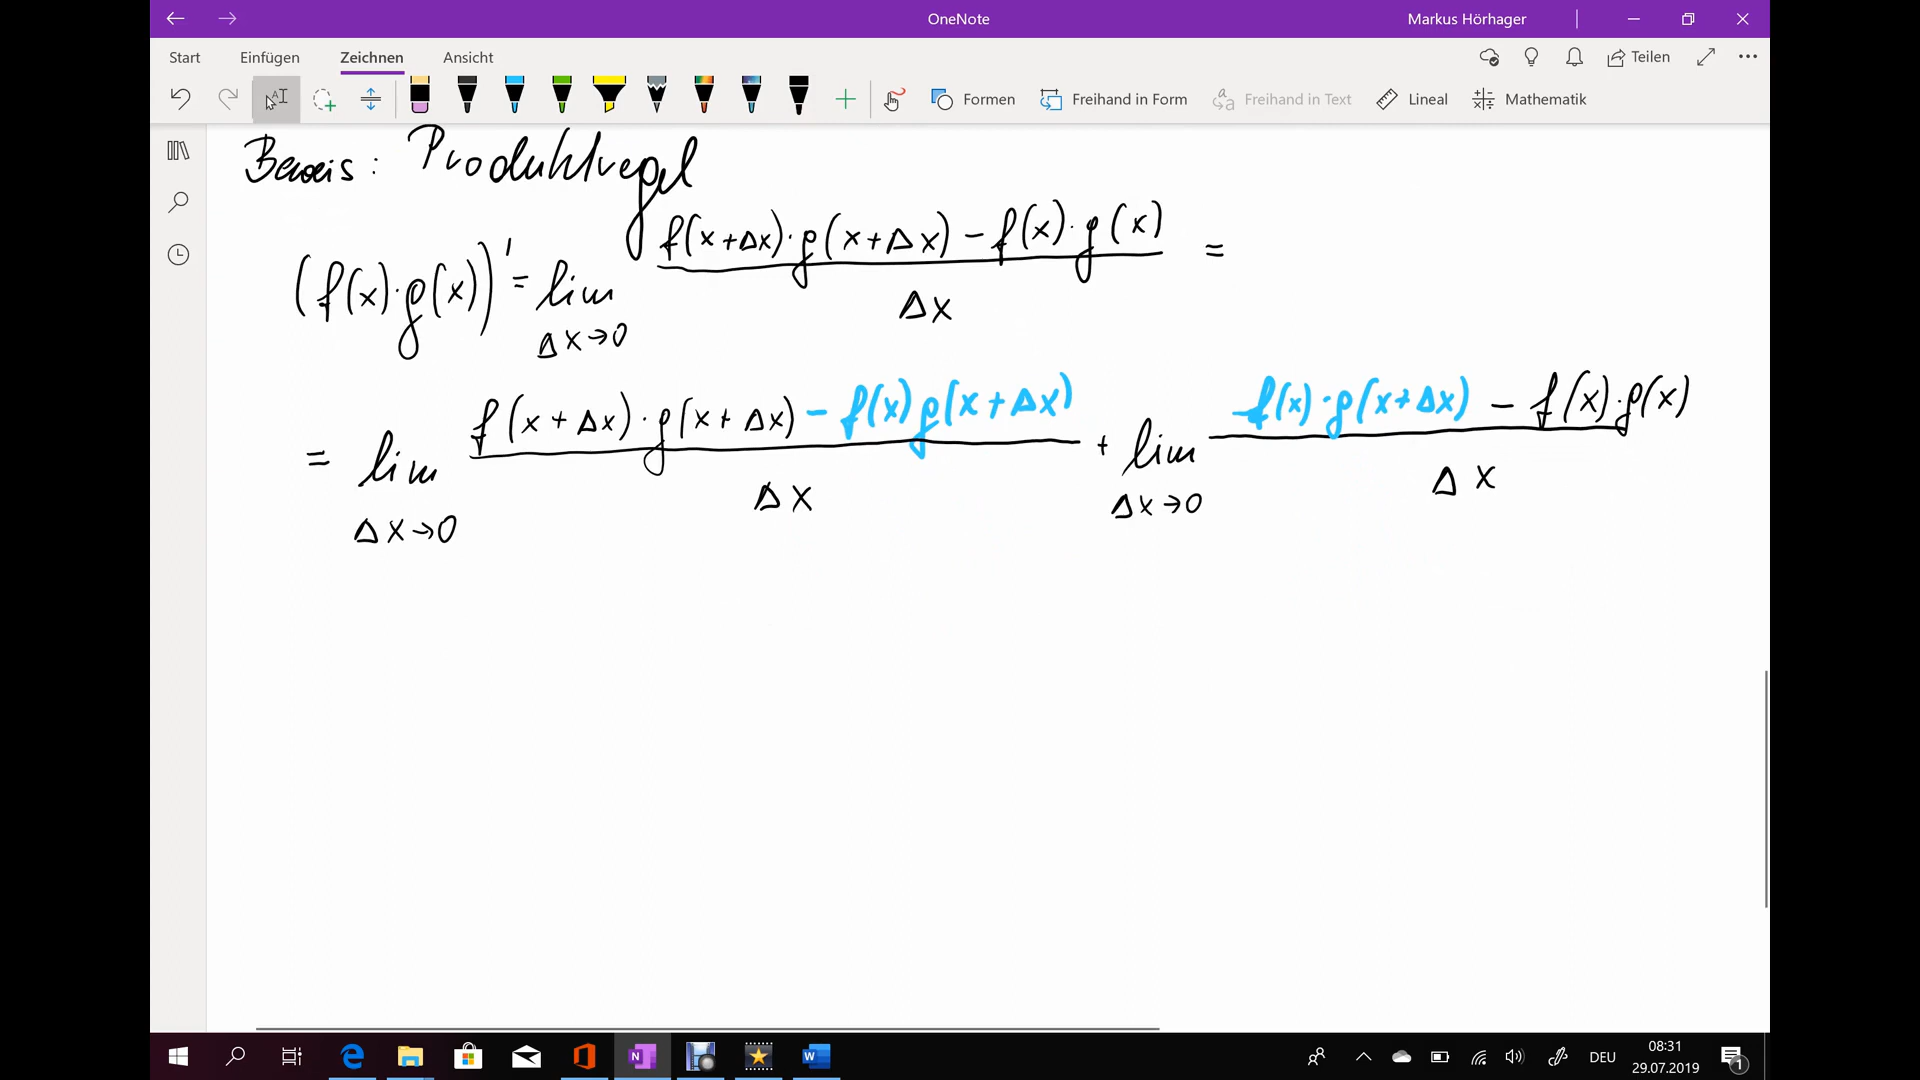 OneNote
Markus Hörhager
Start Einfügen Zeichnen Ansicht
Teilen
Formen Freihand in Form Freihand in Text Lineal Mathematik
Beweis: Produktregel
(f(x)·g(x))' = lim Δx→0 (f(x+Δx)·g(x+Δx) − f(x)·g(x)) / Δx =
= lim Δx→0 (f(x+Δx)·g(x+Δx) − f(x)g(x+Δx)) / Δx + lim Δx→0 (f(x)·g(x+Δx) − f(x)·g(x)) / Δx
DEU
08:31
29.07.2019
1